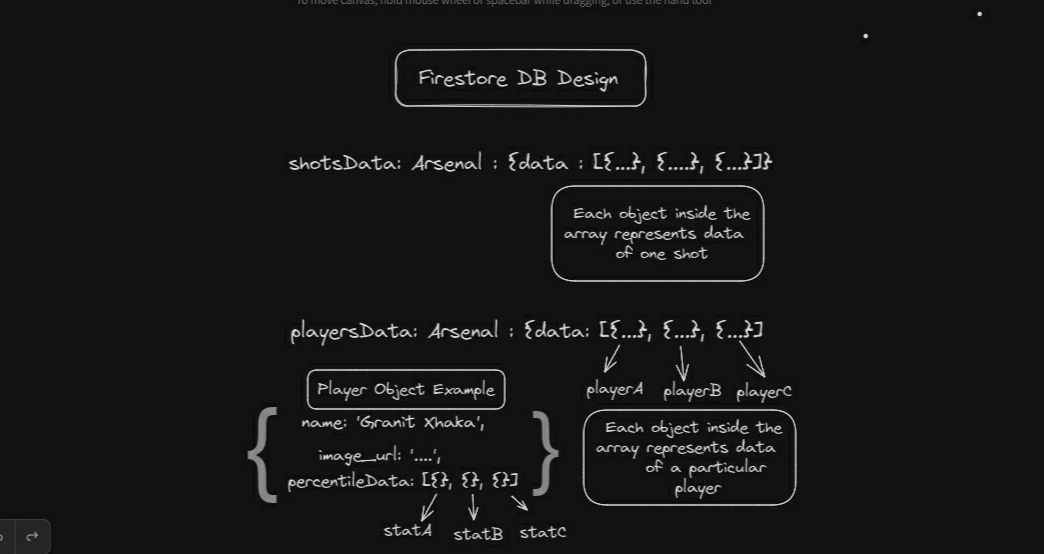 To move canvas, hold mouse wheel or spacebar while dragging, or use the hand tool
Firestore DB Design
shotsData: Arsenal : {data : [{...}, {....}, {...}]}
Each object inside the
array represents data
of one shot
playersData: Arsenal : {data: [{...}, {...}, {...}]
playerA playerB playerC
Player Object Example
{ }
name: 'Granit Xhaka',
image_url: '....',
percentileData: [{}, {}, {}]
statA statB statC
Each object inside the
array represents data
of a particular
player